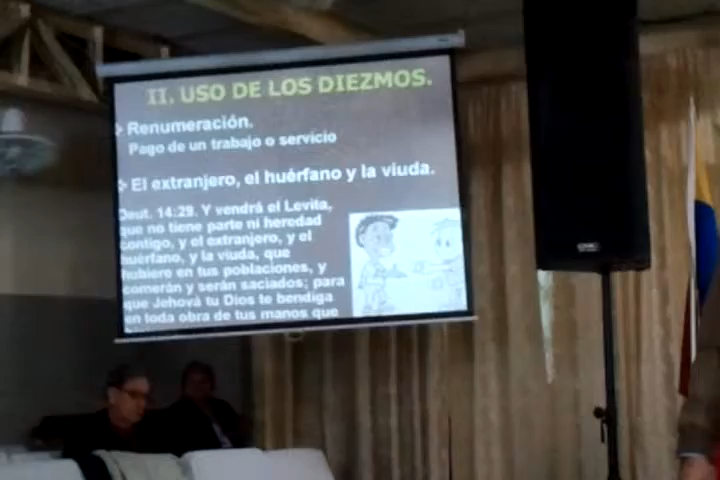 II. USO DE LOS DIEZMOS.
Renumeración.
Pago de un trabajo o servicio
El extranjero, el huérfano y la viuda.
Deut. 14:29. Y vendrá el Levita,
que no tiene parte ni heredad
contigo, y el extranjero, y el
huérfano, y la viuda, que
hubiere en tus poblaciones, y
comerán y serán saciados; para
que Jehová tu Dios te bendiga
en toda obra de tus manos que